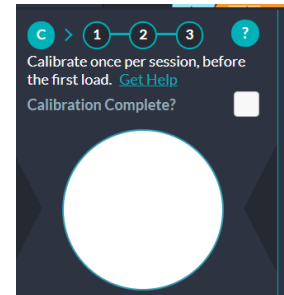 C > 1 2 3 ?
Calibrate once per session, before
the first load. Get Help
Calibration Complete?